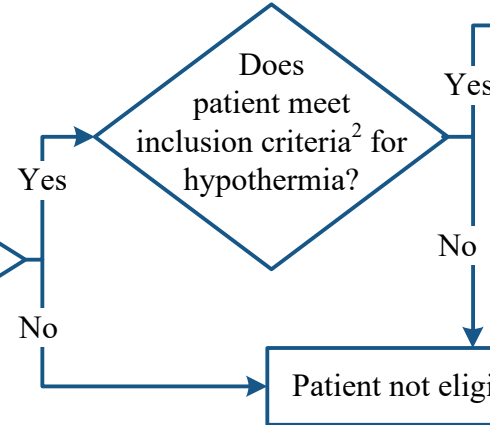 Does
patient meet
inclusion criteria² for
hypothermia?
Yes
Yes
No
No
Patient not eligi